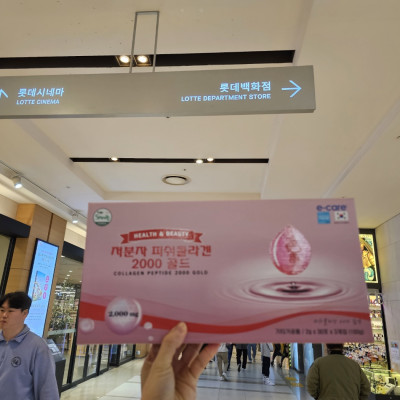 롯데시네마
LOTTE CINEMA
롯데백화점
LOTTE DEPARTMENT STORE
e-care
HEALTH & BEAUTY
저분자 피쉬콜라겐
2000 골드
COLLAGEN PEPTIDE 2000 GOLD
2,000 mg